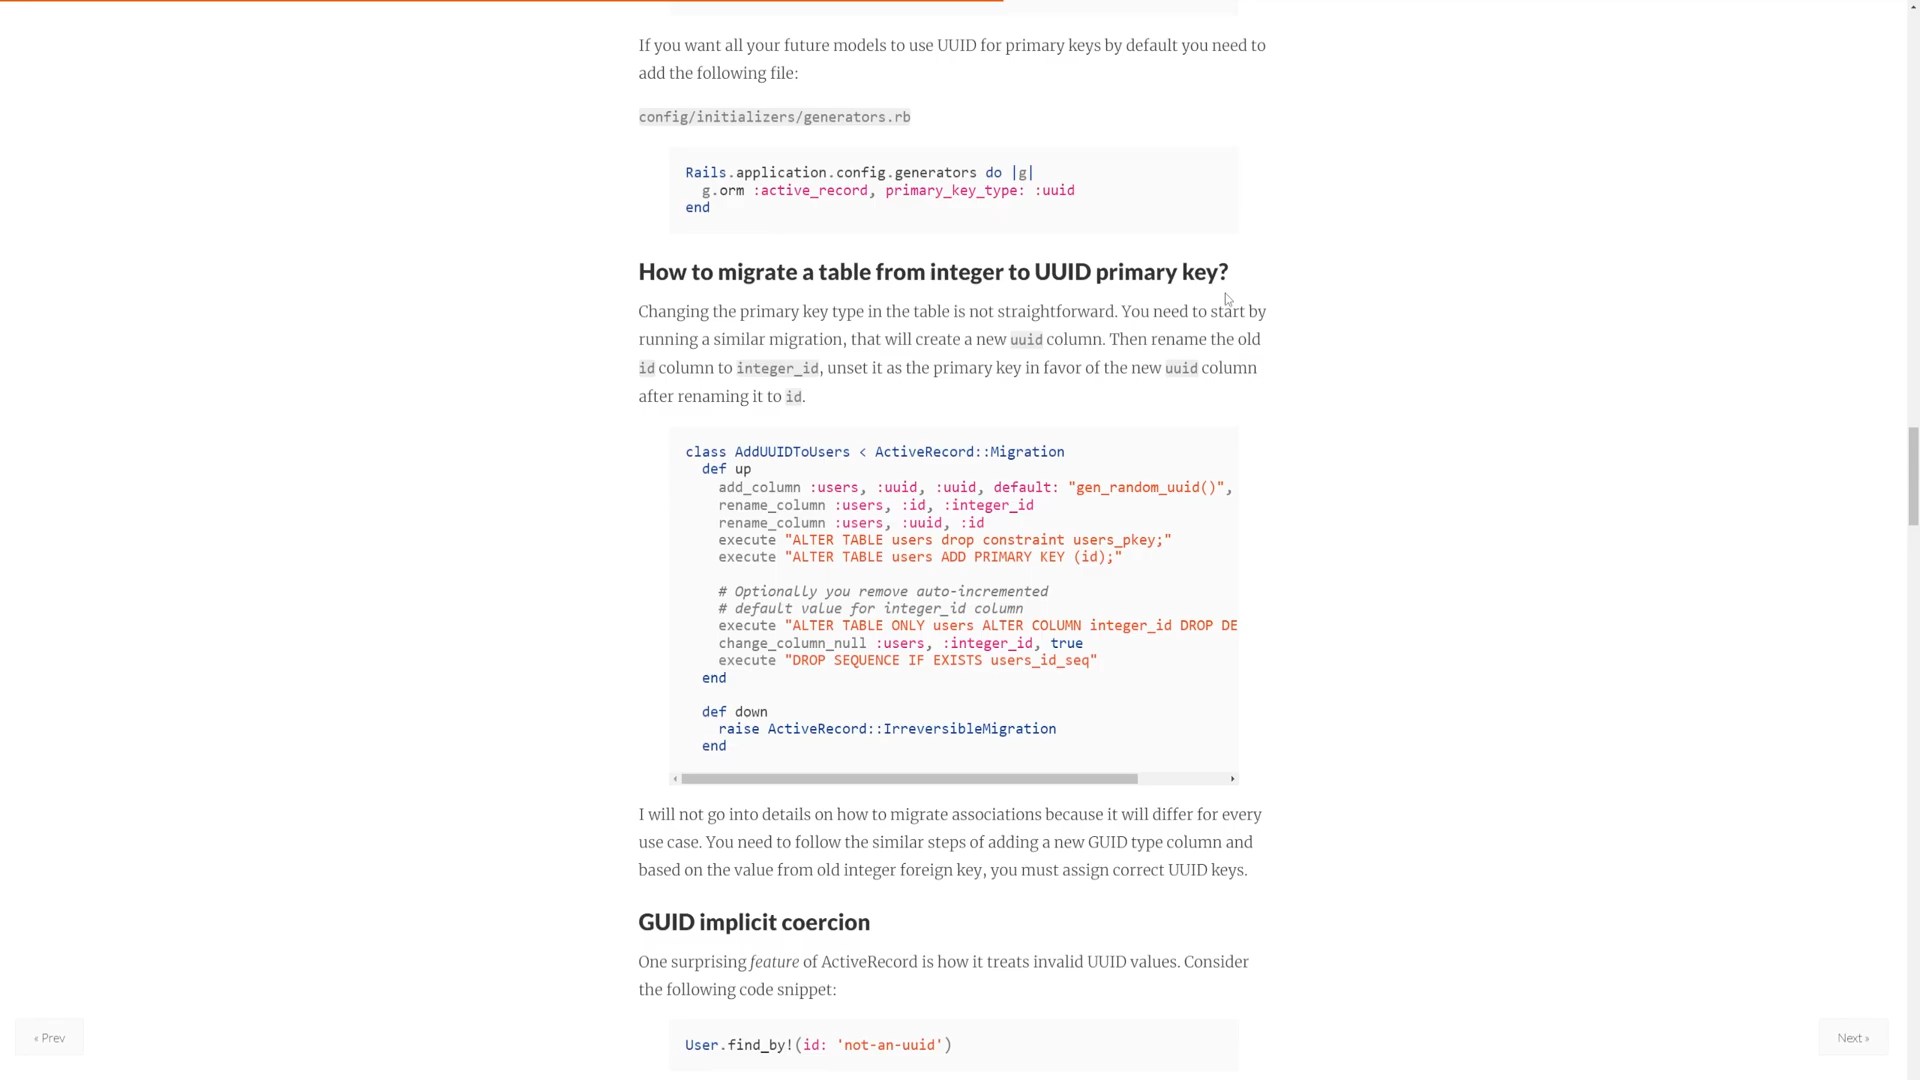 If you want all your future models to use UUID for primary keys by default you need to
add the following file:
config/initializers/generators.rb
Rails.application.config.generators do |g|
  g.orm :active_record, primary_key_type: :uuid
end
How to migrate a table from integer to UUID primary key?
Changing the primary key type in the table is not straightforward. You need to start by
running a similar migration, that will create a new uuid column. Then rename the old
id column to integer_id, unset it as the primary key in favor of the new uuid column
after renaming it to id.
class AddUUIDToUsers < ActiveRecord::Migration
  def up
    add_column :users, :uuid, :uuid, default: "gen_random_uuid()",
    rename_column :users, :id, :integer_id
    rename_column :users, :uuid, :id
    execute "ALTER TABLE users drop constraint users_pkey;"
    execute "ALTER TABLE users ADD PRIMARY KEY (id);"
    # Optionally you remove auto-incremented
    # default value for integer_id column
    execute "ALTER TABLE ONLY users ALTER COLUMN integer_id DROP DE
    change_column_null :users, :integer_id, true
    execute "DROP SEQUENCE IF EXISTS users_id_seq"
  end
  def down
    raise ActiveRecord::IrreversibleMigration
  end
I will not go into details on how to migrate associations because it will differ for every
use case. You need to follow the similar steps of adding a new GUID type column and
based on the value from old integer foreign key, you must assign correct UUID keys.
GUID implicit coercion
One surprising feature of ActiveRecord is how it treats invalid UUID values. Consider
the following code snippet:
User.find_by!(id: 'not-an-uuid')
« Prev
Next »